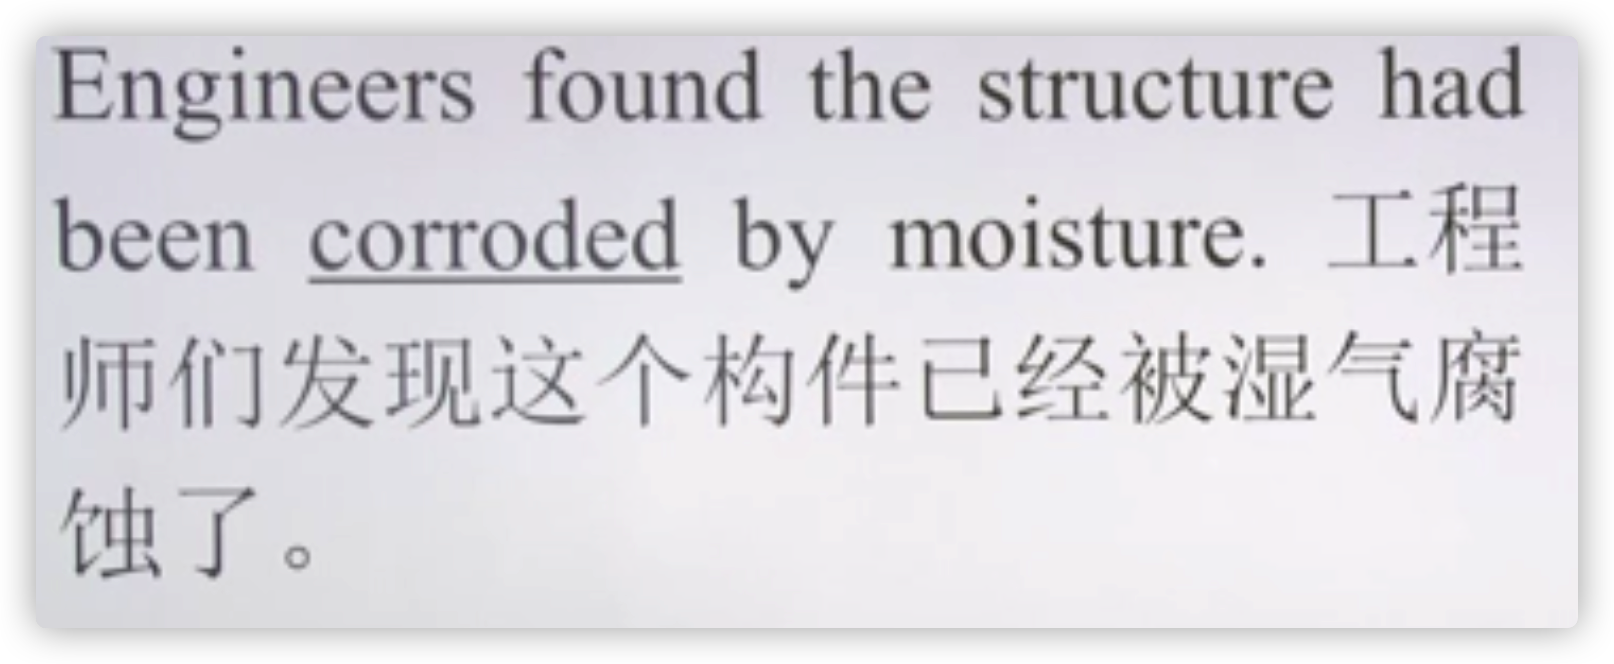 Engineers found the structure had
been corroded by moisture. 工程
师们发现这个构件已经被湿气腐
蚀了。